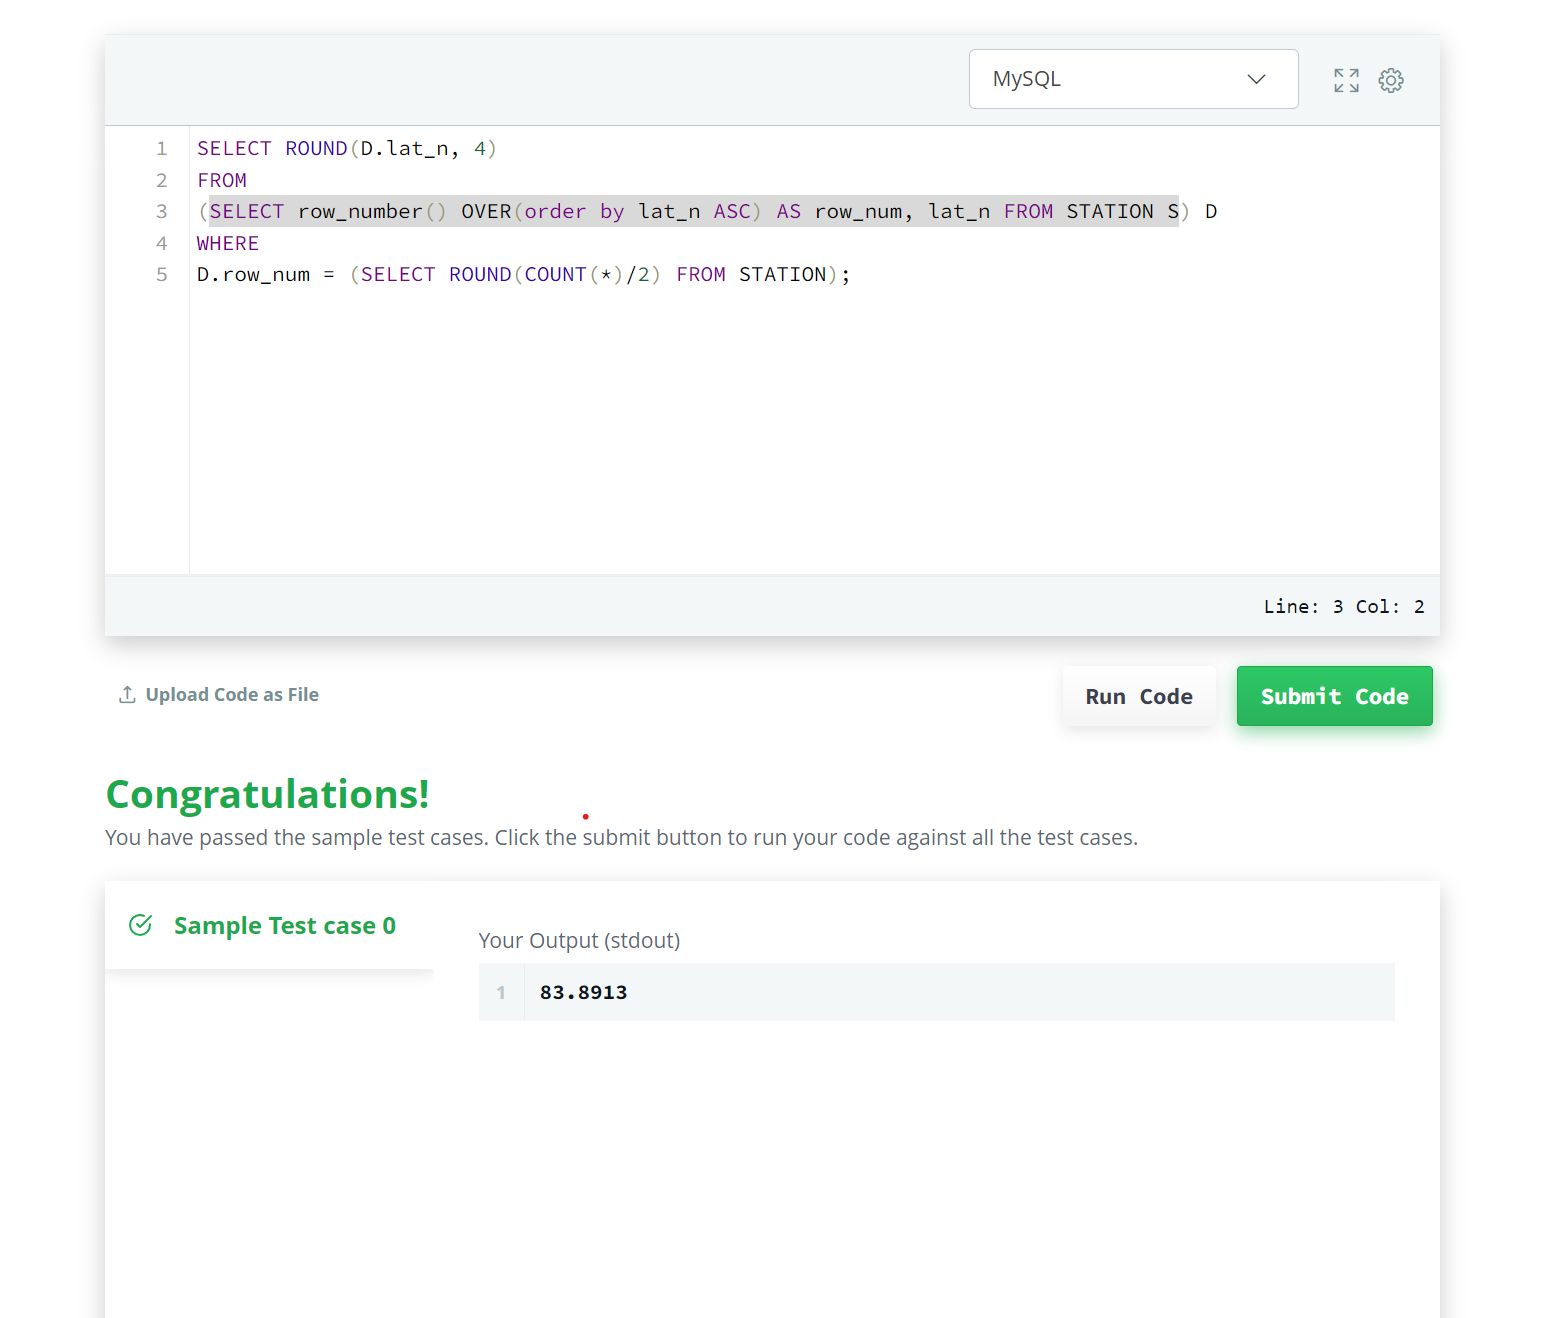 MySQL
1 SELECT ROUND(D.lat_n, 4)
2 FROM
3 (SELECT row_number() OVER(order by lat_n ASC) AS row_num, lat_n FROM STATION S) D
4 WHERE
5 D.row_num = (SELECT ROUND(COUNT(*)/2) FROM STATION);
Line: 3 Col: 2
Upload Code as File
Run Code
Submit Code
Congratulations!
You have passed the sample test cases. Click the submit button to run your code against all the test cases.
Sample Test case 0
Your Output (stdout)
1 83.8913